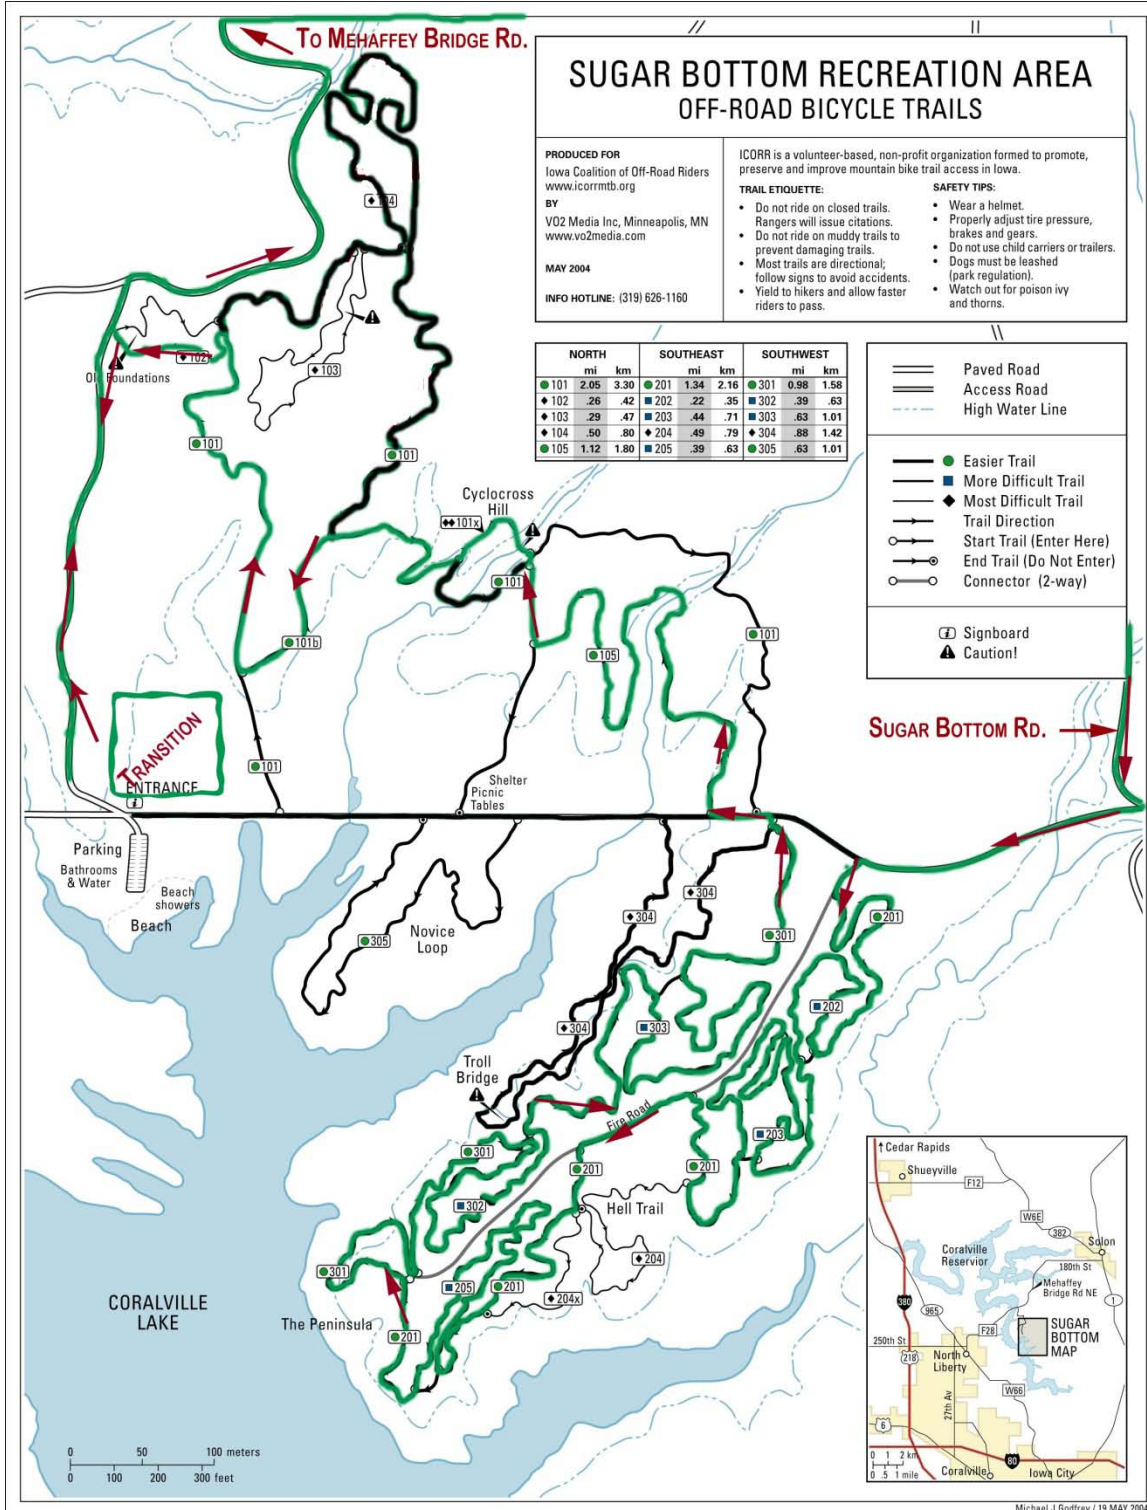 TO MEHAFFEY BRIDGE RD.
SUGAR BOTTOM RECREATION AREA
OFF-ROAD BICYCLE TRAILS
PRODUCED FOR
Iowa Coalition of Off-Road Riders
www.icorrmtb.org
BY
VO2 Media Inc, Minneapolis, MN
www.vo2media.com
MAY 2004
INFO HOTLINE: (319) 626-1160
ICORR is a volunteer-based, non-profit organization formed to promote,
preserve and improve mountain bike trail access in Iowa.
TRAIL ETIQUETTE:
• Do not ride on closed trails.
Rangers will issue citations.
• Do not ride on muddy trails to
prevent damaging trails.
• Most trails are directional;
follow signs to avoid accidents.
• Yield to hikers and allow faster
riders to pass.
SAFETY TIPS:
• Wear a helmet.
• Properly adjust tire pressure,
brakes and gears.
• Do not use child carriers or trailers.
• Dogs must be leashed
(park regulation).
• Watch out for poison ivy
and thorns.
NORTH SOUTHEAST SOUTHWEST
mi km mi km mi km
101 2.05 3.30 201 1.34 2.16 301 0.98 1.58
102 .26 .42 202 .22 .35 302 .39 .63
103 .29 .47 203 .44 .71 303 .63 1.01
104 .50 .80 204 .49 .79 304 .88 1.42
105 1.12 1.80 205 .39 .63 305 .63 1.01
Paved Road
Access Road
High Water Line
Easier Trail
More Difficult Trail
Most Difficult Trail
Trail Direction
Start Trail (Enter Here)
End Trail (Do Not Enter)
Connector (2-way)
i Signboard
Caution!
104
102
Old Foundations
103
101
101
Cyclocross
Hill
101x
101
101
101b
105
SUGAR BOTTOM RD.
TRANSITION
ENTRANCE
i
101
Shelter
Picnic
Tables
Parking
Bathrooms
& Water
Beach
showers
Beach
305
Novice
Loop
304
304
304
301
201
202
303
Troll
Bridge
Fire Road
203
301
201
201
302
Hell Trail
204
301
205
201
204x
The Peninsula
201
CORALVILLE
LAKE
0 50 100 meters
0 100 200 300 feet
Cedar Rapids
Shueyville
F12
W6E
382
Solon
Coralville
Reservior
180th St
Mehaffey
Bridge Rd NE
1
380
965
250th St
F28
218
North
Liberty
SUGAR
BOTTOM
MAP
W66
27th Av
6
0 1 2 km
0 .5 1 mile
Coralville
80
Iowa City